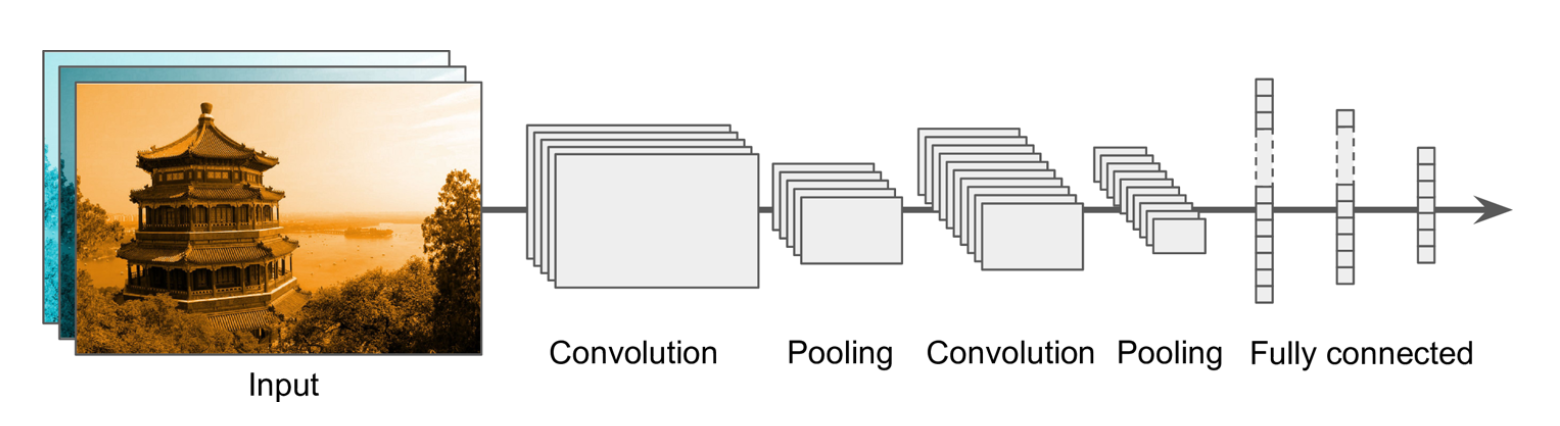 Convolution
Pooling
Convolution
Pooling
Fully connected
Input